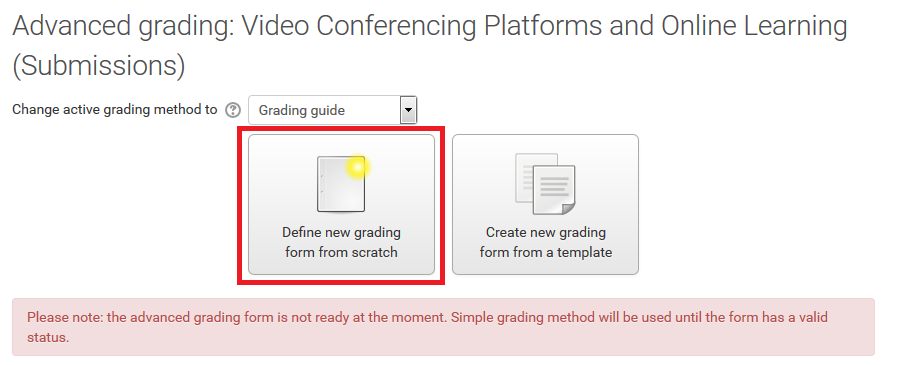 Advanced grading: Video Conferencing Platforms and Online Learning
(Submissions)
Change active grading method to
Grading guide
Define new grading
form from scratch
Create new grading
form from a template
Please note: the advanced grading form is not ready at the moment. Simple grading method will be used until the form has a valid
status.